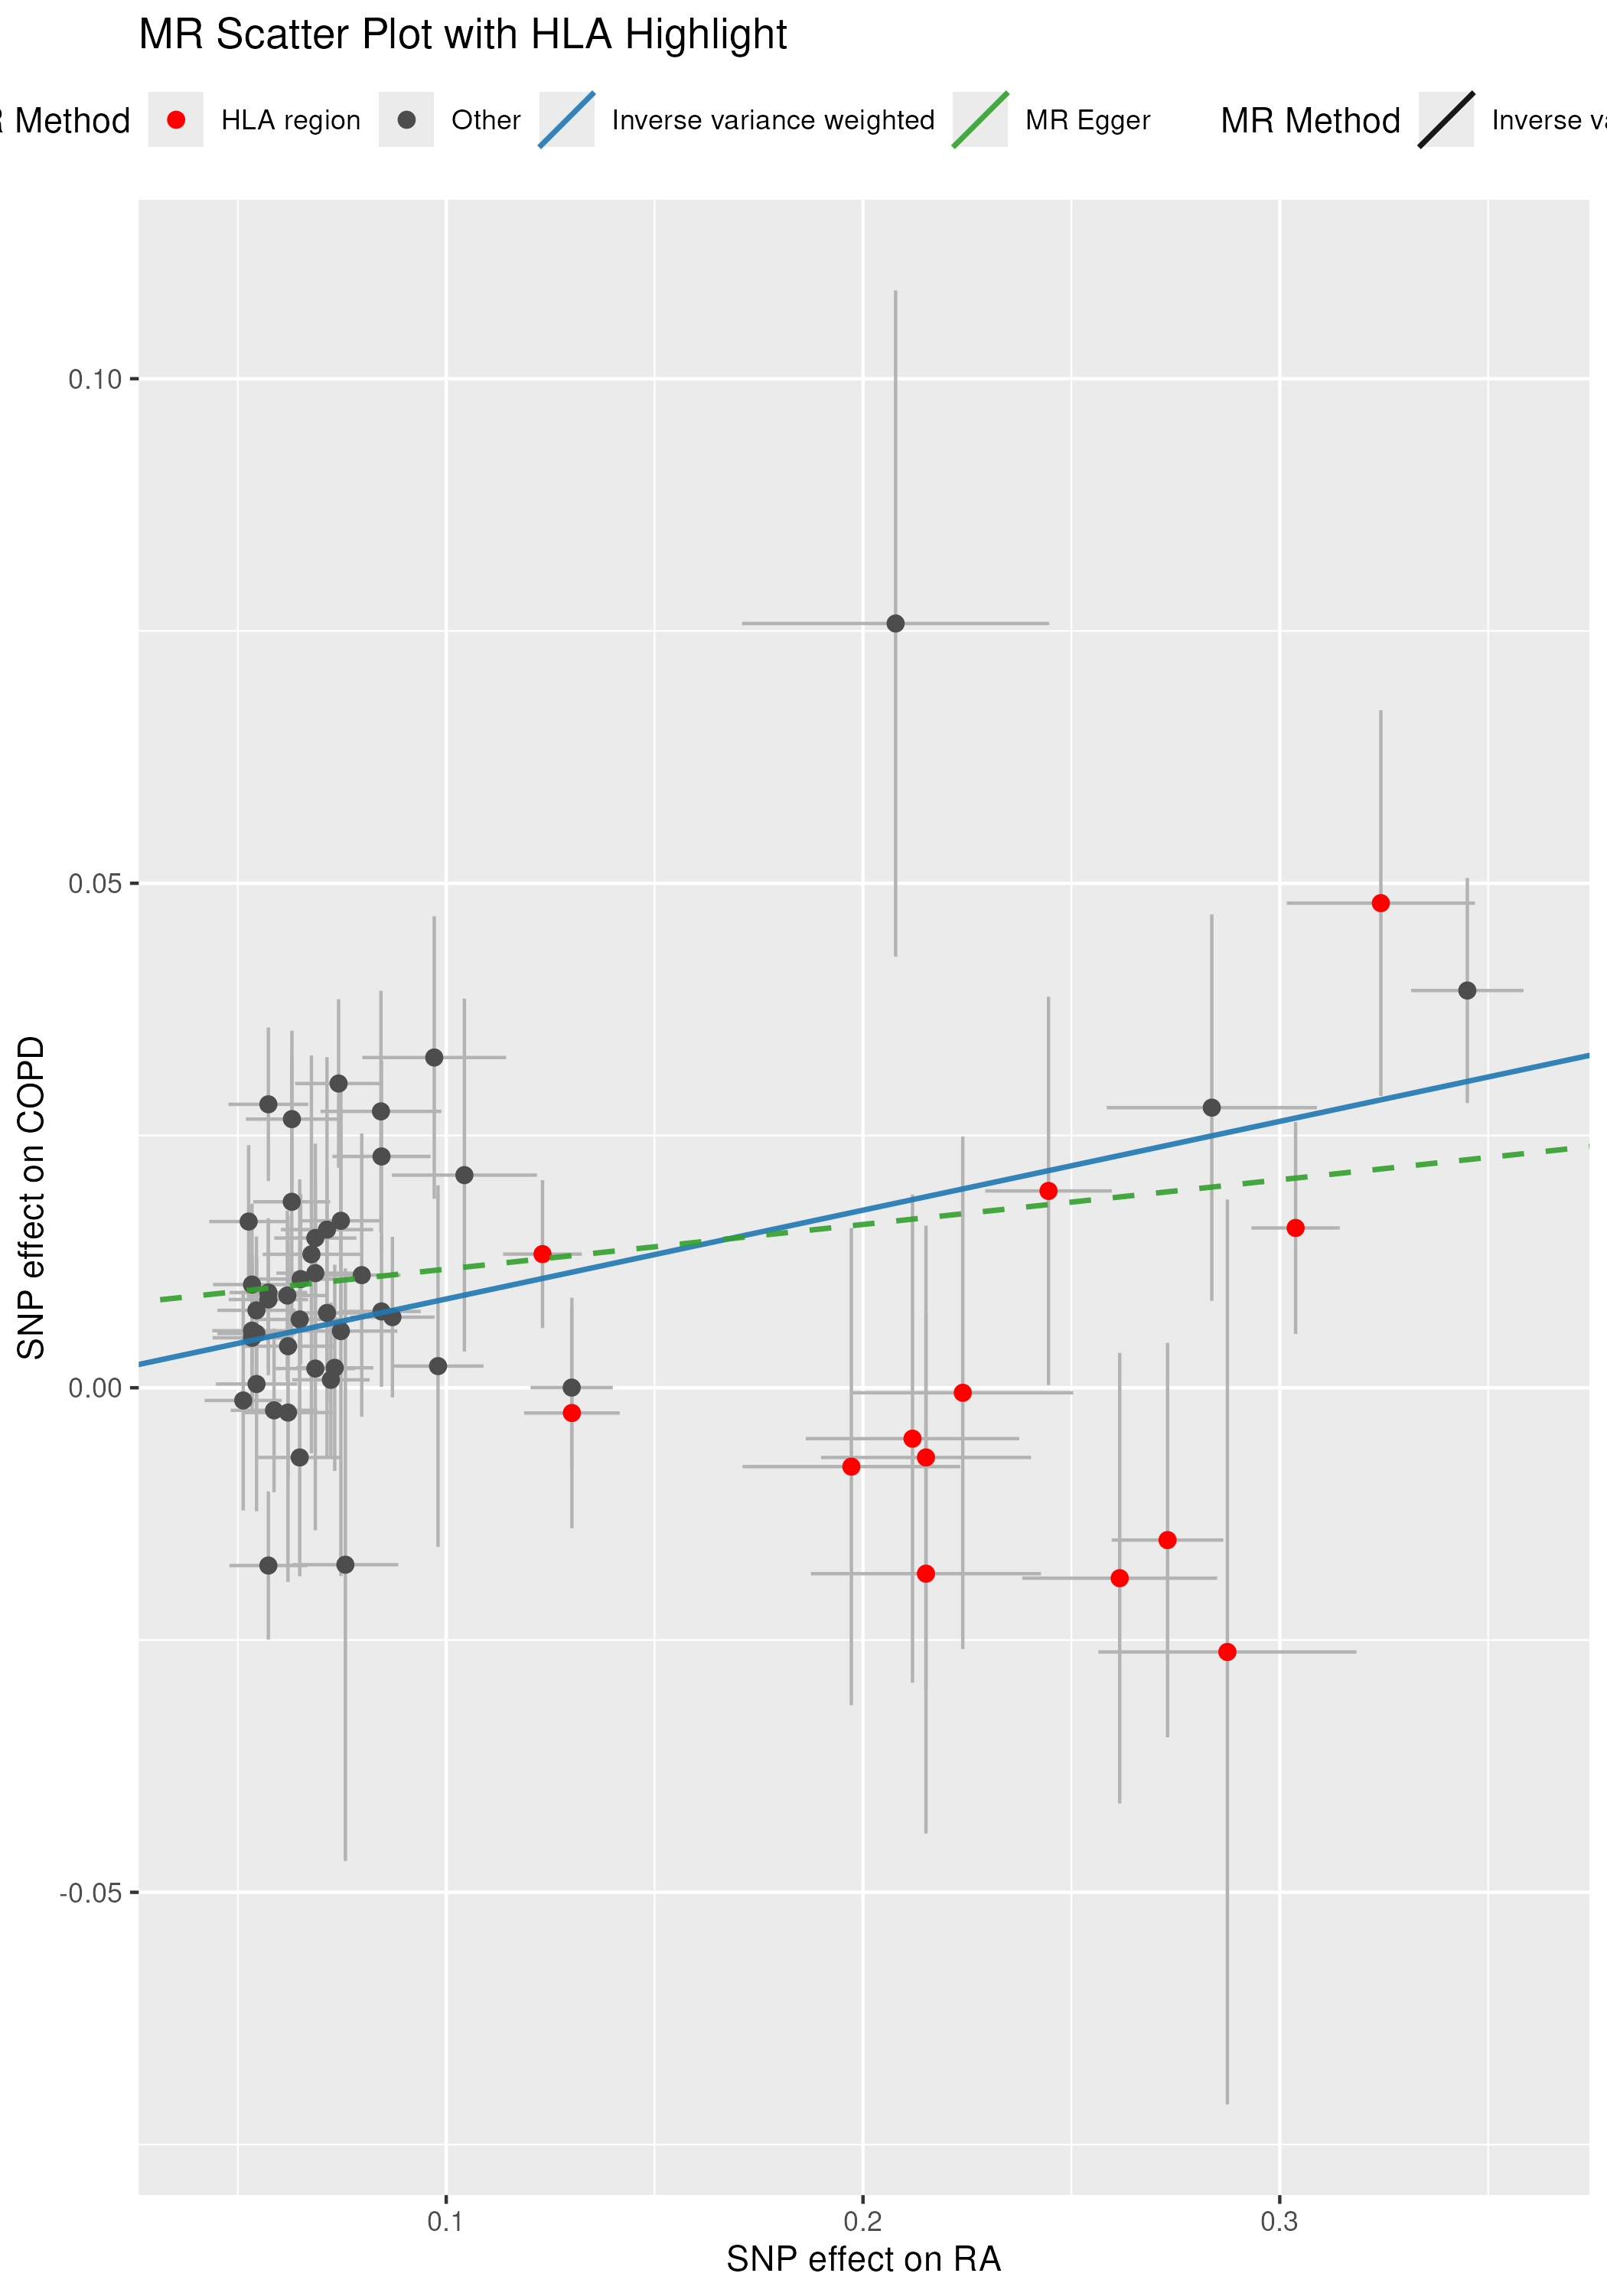 MR Scatter Plot with HLA Highlight
Method HLA region Other Inverse variance weighted MR Egger MR Method Inverse
0.10
0.05
0.00
-0.05
SNP effect on COPD
0.1 0.2 0.3
SNP effect on RA